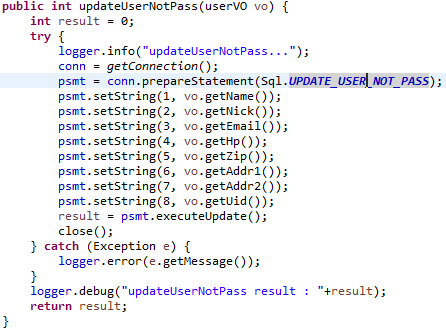 public int updateUserNotPass(userVO vo) {
    int result = 0;
    try {
        logger.info("updateUserNotPass...");
        conn = getConnection();
        psmt = conn.prepareStatement(Sql.UPDATE_USER_NOT_PASS);
        psmt.setString(1, vo.getName());
        psmt.setString(2, vo.getNick());
        psmt.setString(3, vo.getEmail());
        psmt.setString(4, vo.getHp());
        psmt.setString(5, vo.getZip());
        psmt.setString(6, vo.getAddr1());
        psmt.setString(7, vo.getAddr2());
        psmt.setString(8, vo.getUid());
        result = psmt.executeUpdate();
        close();
    } catch (Exception e) {
        logger.error(e.getMessage());
    }
    logger.debug("updateUserNotPass result : "+result);
    return result;
}